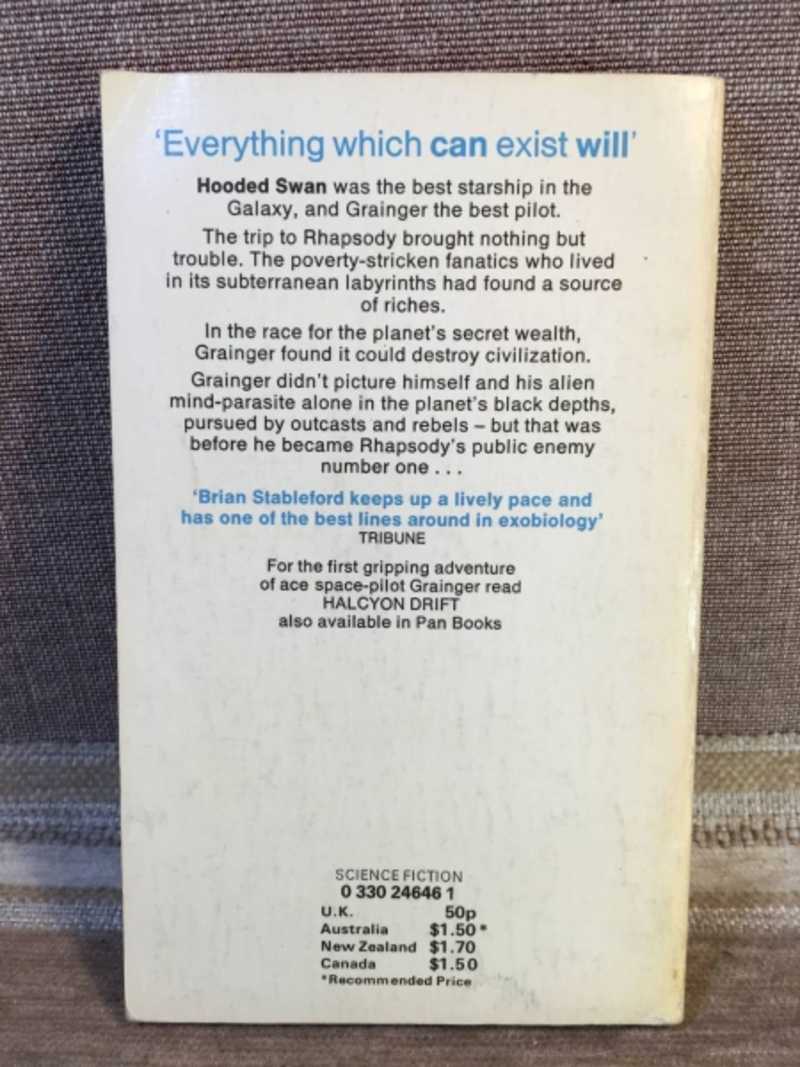 ‘Everything which can exist will’
Hooded Swan was the best starship in the
Galaxy, and Grainger the best pilot.
The trip to Rhapsody brought nothing but
trouble. The poverty-stricken fanatics who lived
in its subterranean labyrinths had found a source
of riches.
In the race for the planet's secret wealth,
Grainger found it could destroy civilization.
Grainger didn't picture himself and his alien
mind-parasite alone in the planet's black depths,
pursued by outcasts and rebels – but that was
before he became Rhapsody's public enemy
number one . . .
‘Brian Stableford keeps up a lively pace and
has one of the best lines around in exobiology’
TRIBUNE
For the first gripping adventure
of ace space-pilot Grainger read
HALCYON DRIFT
also available in Pan Books
SCIENCE FICTION
0 330 24646 1
U.K. 50p
Australia $1.50*
New Zealand $1.70
Canada $1.50
*Recommended Price